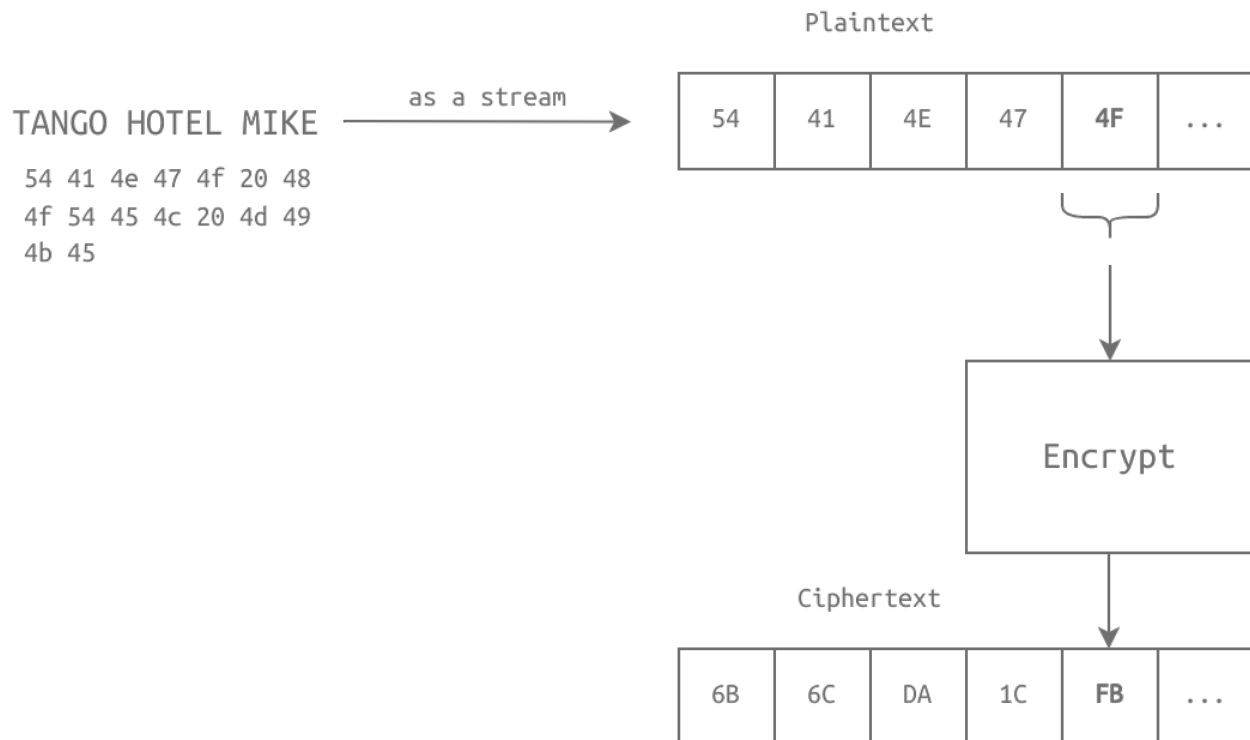 Plaintext
as a stream
TANGO HOTEL MIKE
54 41 4E 47 4F ...
54 41 4e 47 4f 20 48
4f 54 45 4c 20 4d 49
4b 45
Encrypt
Ciphertext
6B 6C DA 1C FB ...